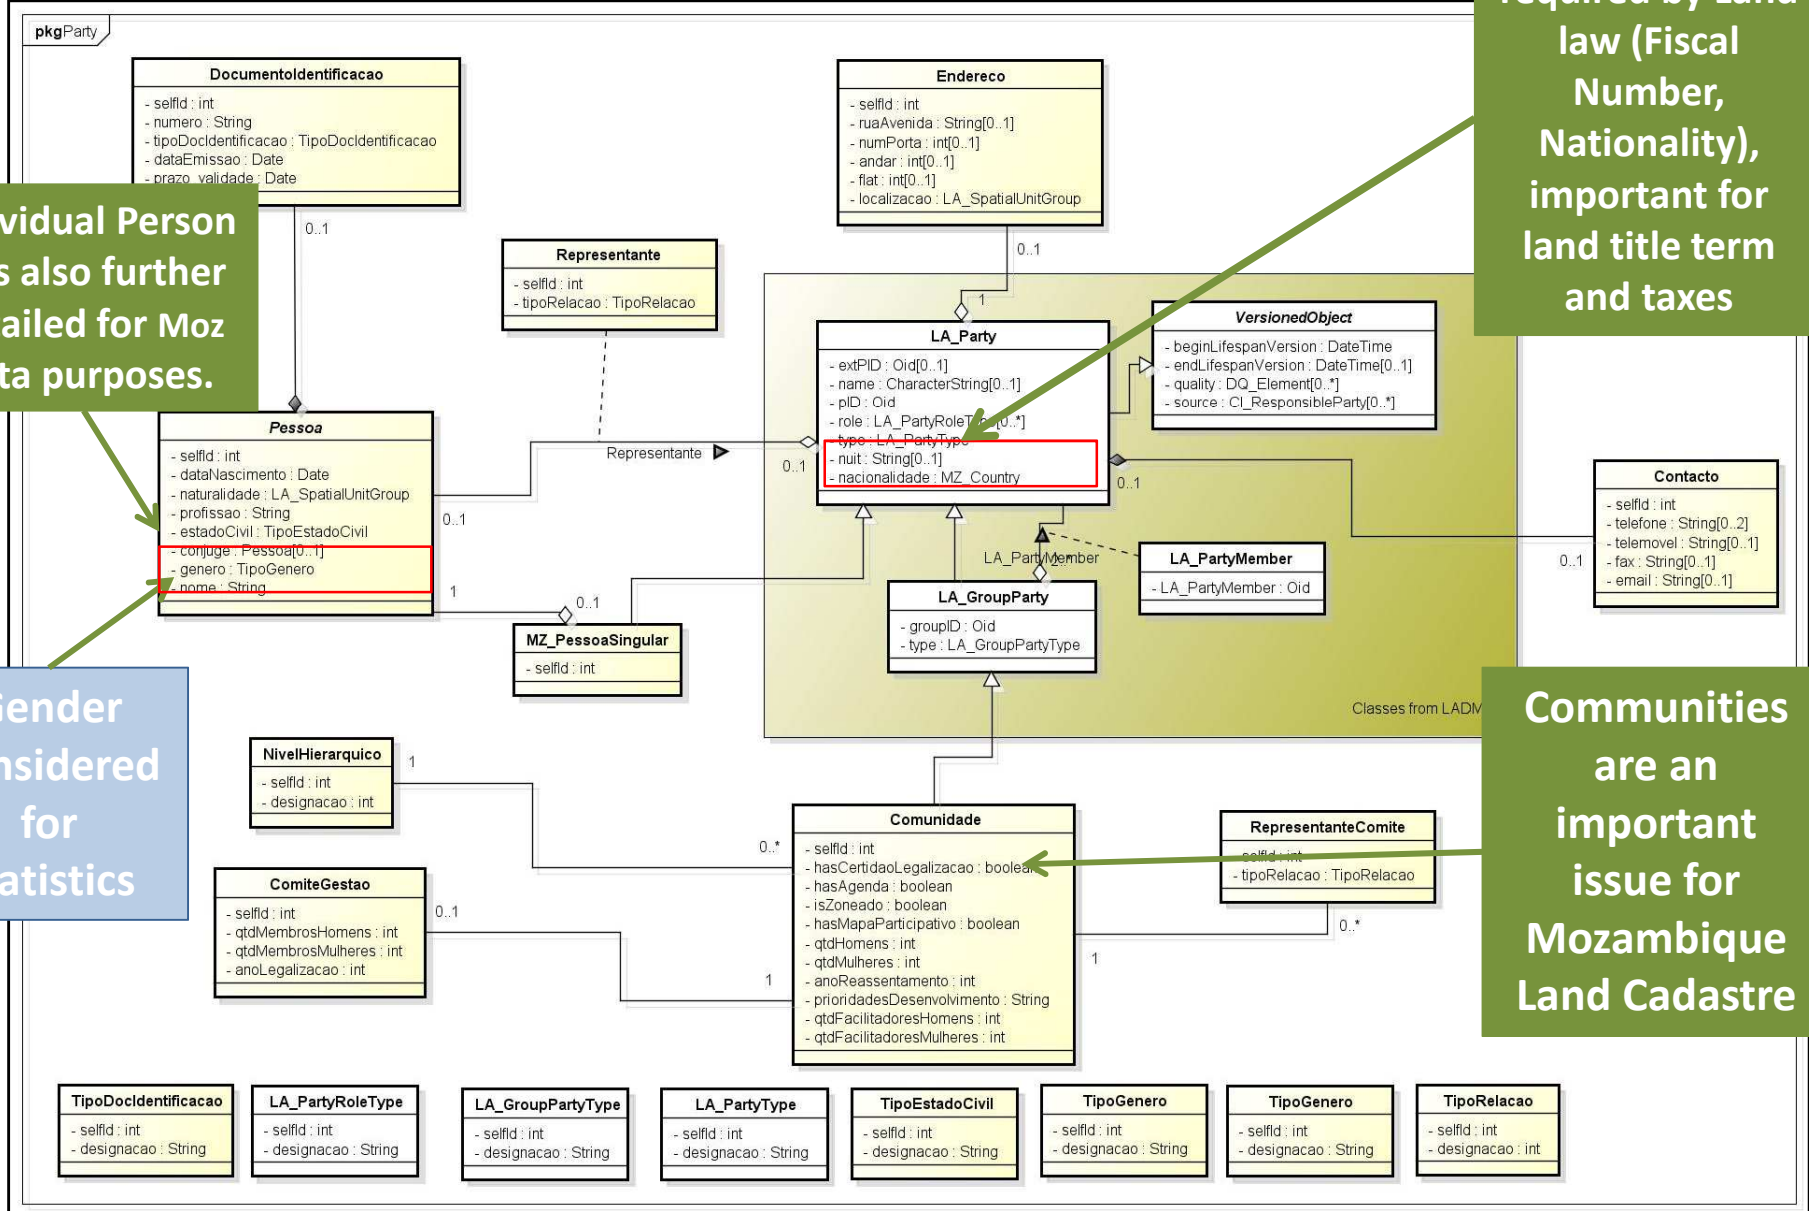 pkgParty
required by Land
law (Fiscal
Number,
Nationality),
important for
land title term
and taxes
DocumentoIdentificacao
- selfId : int
- numero : String
- tipoDocIdentificacao : TipoDocIdentificacao
- dataEmissao : Date
- prazo_validade : Date
Endereco
- selfId : int
- ruaAvenida : String[0..1]
- numPorta : int[0..1]
- andar : int[0..1]
- flat : int[0..1]
- localizacao : LA_SpatialUnitGroup
Person
also further
for Moz
purposes.
0..1
0..1
Representante
- selfId : int
- tipoRelacao : TipoRelacao
1
LA_Party
- extPID : Oid[0..1]
- name : CharacterString[0..1]
- pID : Oid
- role : LA_PartyRoleType[0..*]
- type : LA_PartyType
- nuit : String[0..1]
- nacionalidade : MZ_Country
VersionedObject
- beginLifespanVersion : DateTime
- endLifespanVersion : DateTime[0..1]
- quality : DQ_Element[0..*]
- source : CI_ResponsibleParty[0..*]
Pessoa
- selfId : int
- dataNascimento : Date
- naturalidade : LA_SpatialUnitGroup
- profissao : String
- estadoCivil : TipoEstadoCivil
- conjuge : Pessoa[0..1]
- genero : TipoGenero
- nome : String
Representante
0..1
0..1
0..1
Contacto
- selfId : int
- telefone : String[0..2]
- telemovel : String[0..1]
- fax : String[0..1]
- email : String[0..1]
0..1
LA_PartyMember
2..*
LA_PartyMember
- LA_PartyMember : Oid
LA_GroupParty
- groupID : Oid
- type : LA_GroupPartyType
1
0..1
MZ_PessoaSingular
- selfId : int
Classes from LADM
Gender
for
Communities
are an
important
issue for
Mozambique
Land Cadastre
NivelHierarquico
- selfId : int
- designacao : int
1
0..*
Comunidade
- selfId : int
- hasCertidaoLegalizacao : boolean
- hasAgenda : boolean
- isZoneado : boolean
- hasMapaParticipativo : boolean
- qtdHomens : int
- qtdMulheres : int
- anoReassentamento : int
- prioridadesDesenvolvimento : String
- qtdFacilitadoresHomens : int
- qtdFacilitadoresMulheres : int
RepresentanteComite
- selfId : int
- tipoRelacao : TipoRelacao
0..*
1
ComiteGestao
- selfId : int
- qtdMembrosHomens : int
- qtdMembrosMulheres : int
- anoLegalizacao : int
0..1
1
TipoDocIdentificacao
- selfId : int
- designacao : String
LA_PartyRoleType
- selfId : int
- designacao : String
LA_GroupPartyType
- selfId : int
- designacao : String
LA_PartyType
- selfId : int
- designacao : String
TipoEstadoCivil
- selfId : int
- designacao : String
TipoGenero
- selfId : int
- designacao : String
TipoGenero
- selfId : int
- designacao : String
TipoRelacao
- selfId : int
- designacao : int